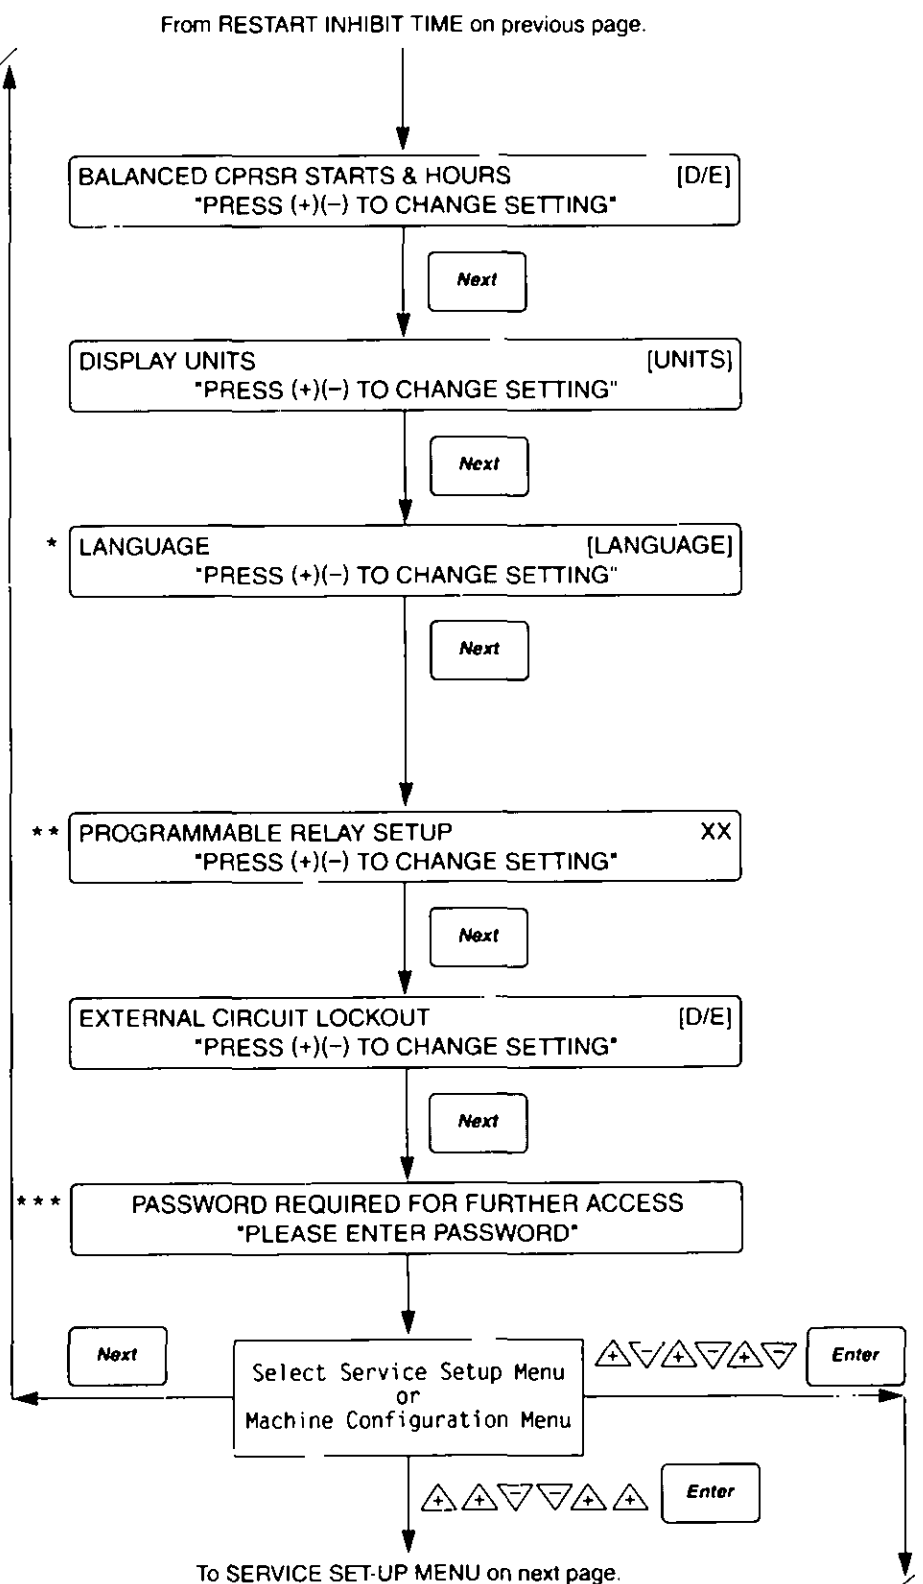 From RESTART INHIBIT TIME on previous page.
BALANCED CPRSR STARTS & HOURS [D/E]
"PRESS (+)(−) TO CHANGE SETTING"
Next
DISPLAY UNITS [UNITS]
"PRESS (+)(−) TO CHANGE SETTING"
Next
* LANGUAGE [LANGUAGE]
"PRESS (+)(−) TO CHANGE SETTING"
Next
** PROGRAMMABLE RELAY SETUP XX
"PRESS (+)(−) TO CHANGE SETTING"
Next
EXTERNAL CIRCUIT LOCKOUT [D/E]
"PRESS (+)(−) TO CHANGE SETTING"
Next
*** PASSWORD REQUIRED FOR FURTHER ACCESS
"PLEASE ENTER PASSWORD"
Next
Select Service Setup Menu
or
Machine Configuration Menu
+ − + − + − Enter
+ + − − + + Enter
To SERVICE SET-UP MENU on next page.